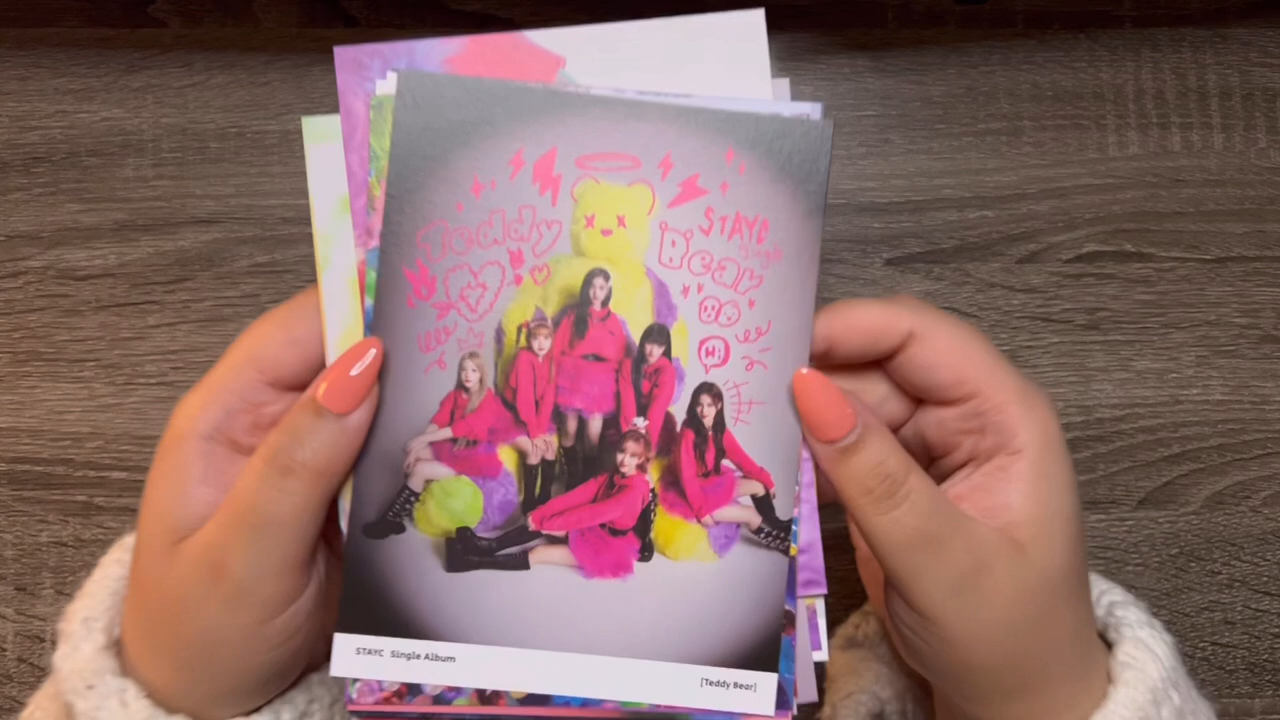 Teddy
STAYC
Bear
Hi
STAYC Single Album
[Teddy Bear]